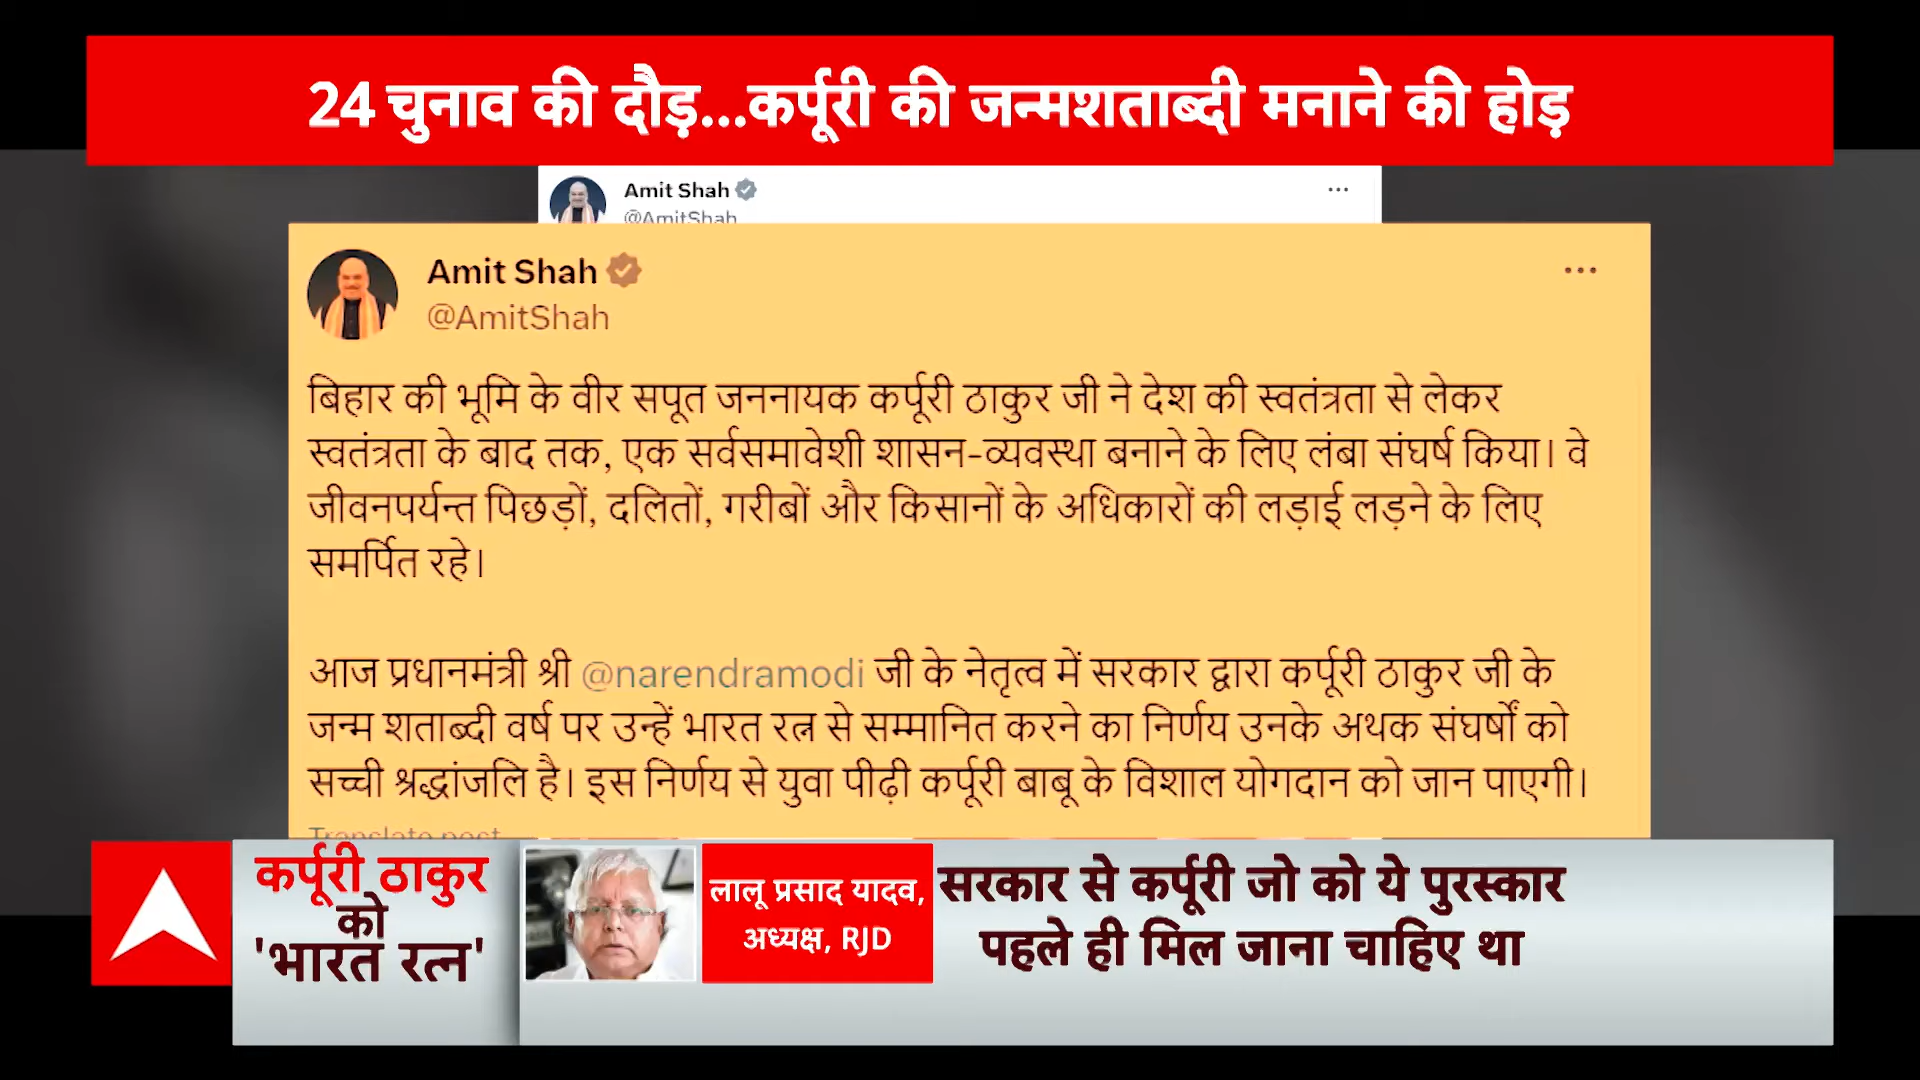 24 चुनाव की दौड़...कर्पूरी की जन्मशताब्दी मनाने की होड़
Amit Shah
@AmitShah
Amit Shah
@AmitShah
बिहार की भूमि के वीर सपूत जननायक कर्पूरी ठाकुर जी ने देश की स्वतंत्रता से लेकर
स्वतंत्रता के बाद तक, एक सर्वसमावेशी शासन-व्यवस्था बनाने के लिए लंबा संघर्ष किया। वे
जीवनपर्यन्त पिछड़ों, दलितों, गरीबों और किसानों के अधिकारों की लड़ाई लड़ने के लिए
समर्पित रहे।
आज प्रधानमंत्री श्री @narendramodi जी के नेतृत्व में सरकार द्वारा कर्पूरी ठाकुर जी के
जन्म शताब्दी वर्ष पर उन्हें भारत रत्न से सम्मानित करने का निर्णय उनके अथक संघर्षों को
सच्ची श्रद्धांजलि है। इस निर्णय से युवा पीढ़ी कर्पूरी बाबू के विशाल योगदान को जान पाएगी।
Translate post
कर्पूरी ठाकुर
को
'भारत रत्न'
लालू प्रसाद यादव,
अध्यक्ष, RJD
सरकार से कर्पूरी जो को ये पुरस्कार
पहले ही मिल जाना चाहिए था